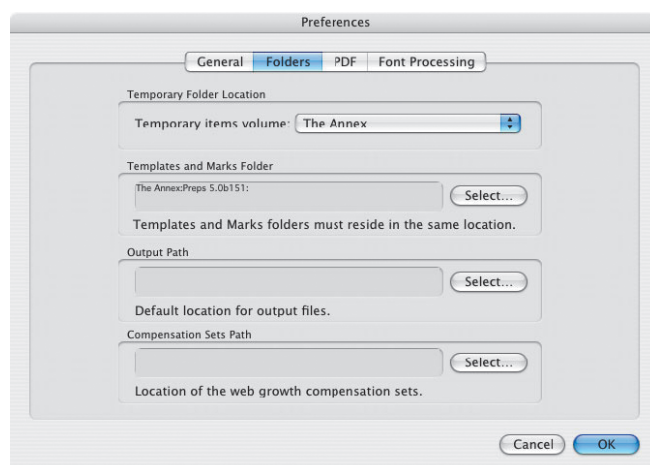 Preferences
General Folders PDF Font Processing
Temporary Folder Location
Temporary items volume: The Annex
Templates and Marks Folder
The Annex:Preps 5.0b151:
Select...
Templates and Marks folders must reside in the same location.
Output Path
Select...
Default location for output files.
Compensation Sets Path
Select...
Location of the web growth compensation sets.
Cancel OK